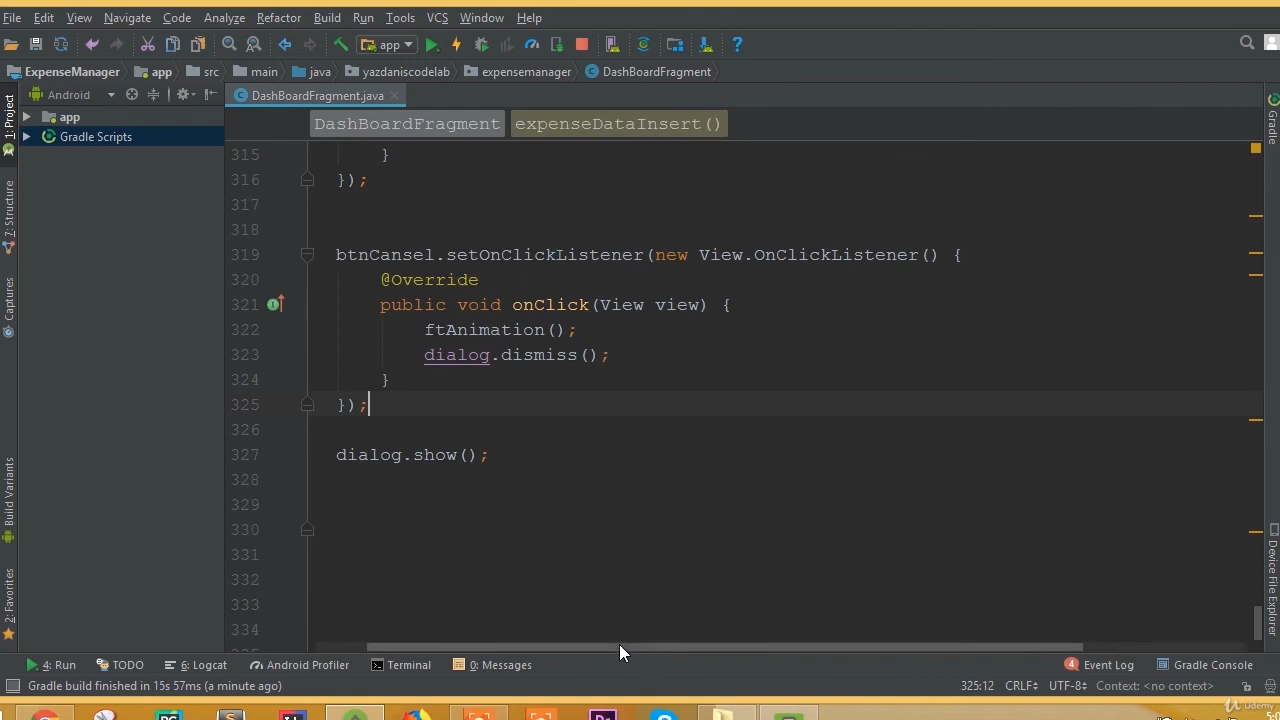 File Edit View Navigate Code Analyze Refactor Build Run Tools VCS Window Help
app
ExpenseManager app src main java yazdaniscodelab expensemanager DashBoardFragment
Android DashBoardFragment.java
DashBoardFragment expenseDataInsert()
app
Gradle Scripts
1: Project
7: Structure
Captures
Build Variants
2: Favorites
Gradle
Device File Explorer
315 }
316 });
317
318
319 btnCansel.setOnClickListener(new View.OnClickListener() {
320 @Override
321 public void onClick(View view) {
322 ftAnimation();
323 dialog.dismiss();
324 }
325 });
326
327 dialog.show();
328
329
330
331
332
333
334
4: Run TODO 6: Logcat Android Profiler Terminal 0: Messages 4 Event Log Gradle Console
Gradle build finished in 15s 57ms (a minute ago) 325:12 CRLF UTF-8 Context: <no context>
Udemy